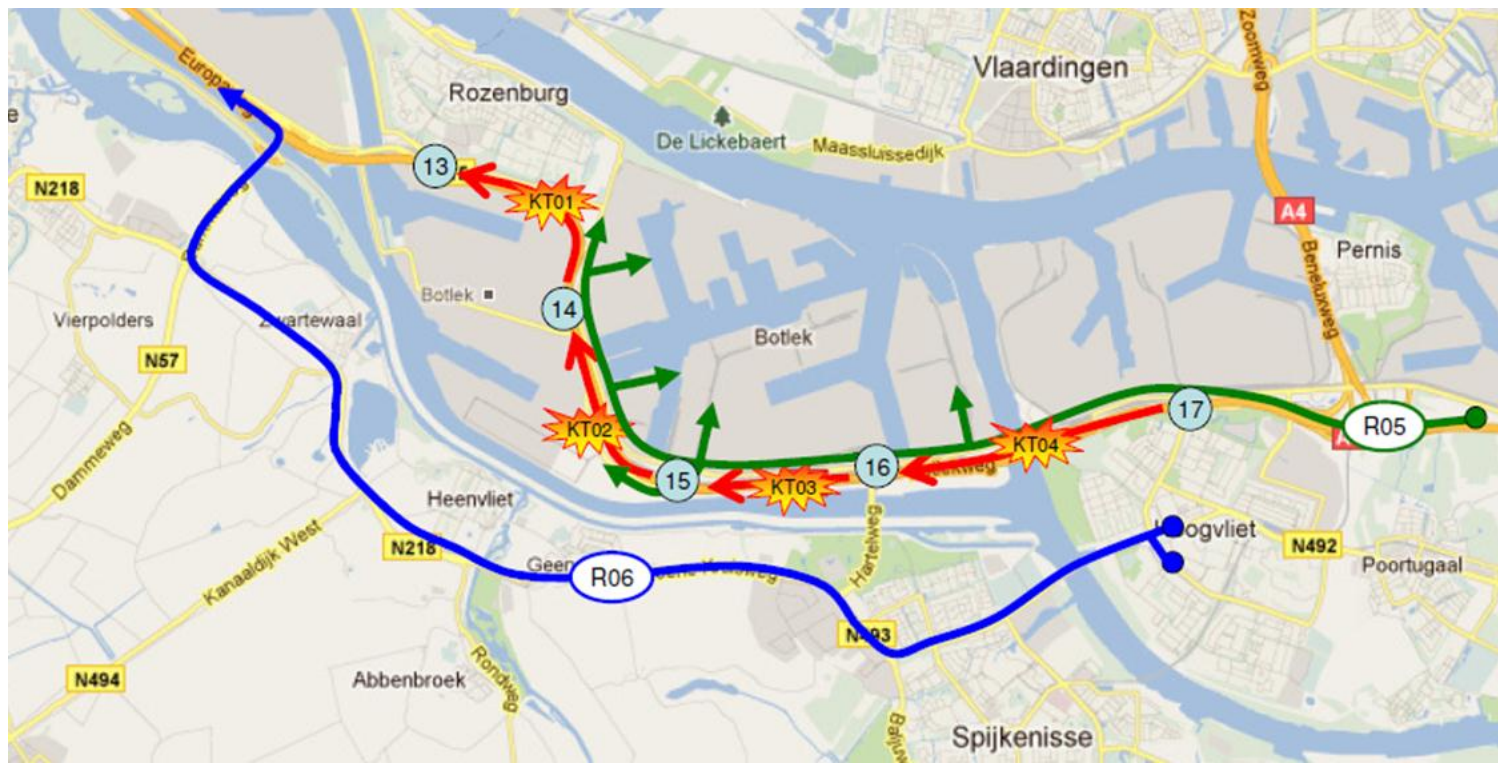 Vlaardingen
Zoomweg
Rozenburg
De Lickebaert
Maassluissedijk
13
KT01
N218
A4
Pernis
Beneluxweg
Botlek
14
Botlek
Vierpolders
Zwartewaal
N57
17
R05
KT02
KT04
16
15
KT03
Dammeweg
Heenvliet
Hartelweg
Hoogvliet
N492
N218
Poortugaal
R06
Kanaaldijk West
N493
N494
Abbenbroek
Rondweg
Spijkenisse